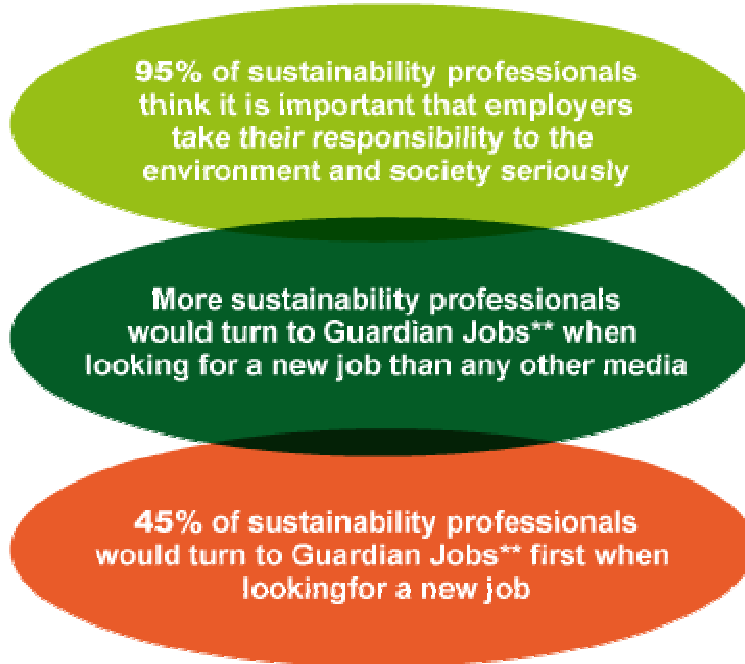 95% of sustainability professionals
think it is important that employers
take their responsibility to the
environment and society seriously
More sustainability professionals
would turn to Guardian Jobs** when
looking for a new job than any other media
45% of sustainability professionals
would turn to Guardian Jobs** first when
lookingfor a new job